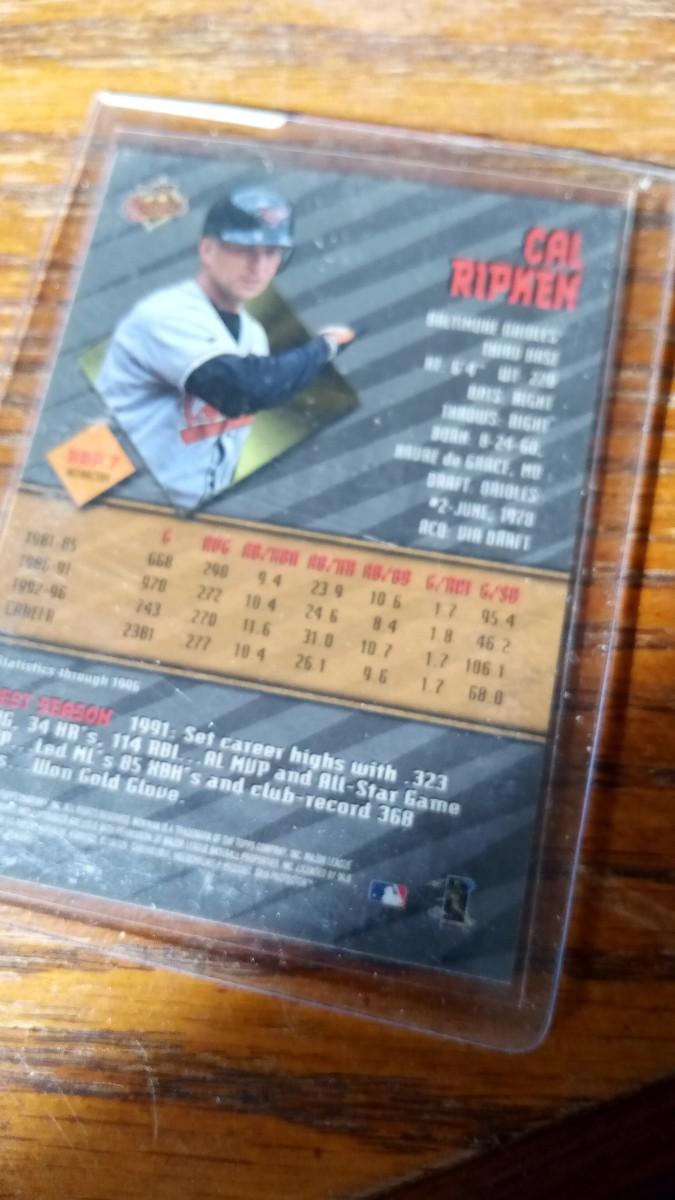 CAL
RIPKEN
BALTIMORE ORIOLES
THIRD BASE
HT. 6'4" WT. 220
BATS: RIGHT
THROWS: RIGHT
BORN: 8-24-60,
HAVRE de GRACE, MD
DRAFT: ORIOLES
#2-JUNE, 1978
ACQ: VIA DRAFT
BBP 7
G AVG AB/HR AB/BB G/RBI G/SB
1981-85 668 290 9.4 23.9 10.6 1.7 95.4
1986-91 970 272 10.4 24.6 8.4 1.8 46.2
1992-96 743 270 11.6 31.0 10.7 1.7 106.1
CAREER 2381 277 10.4 26.1 9.6 1.7 68.0
Statistics through 1996
EST SEASON 1991: Set career highs with .323
34 HR's, 114 RBI... AL MVP and All-Star Game
Led ML's 85 XBH's and club-record 368
Won Gold Glove.